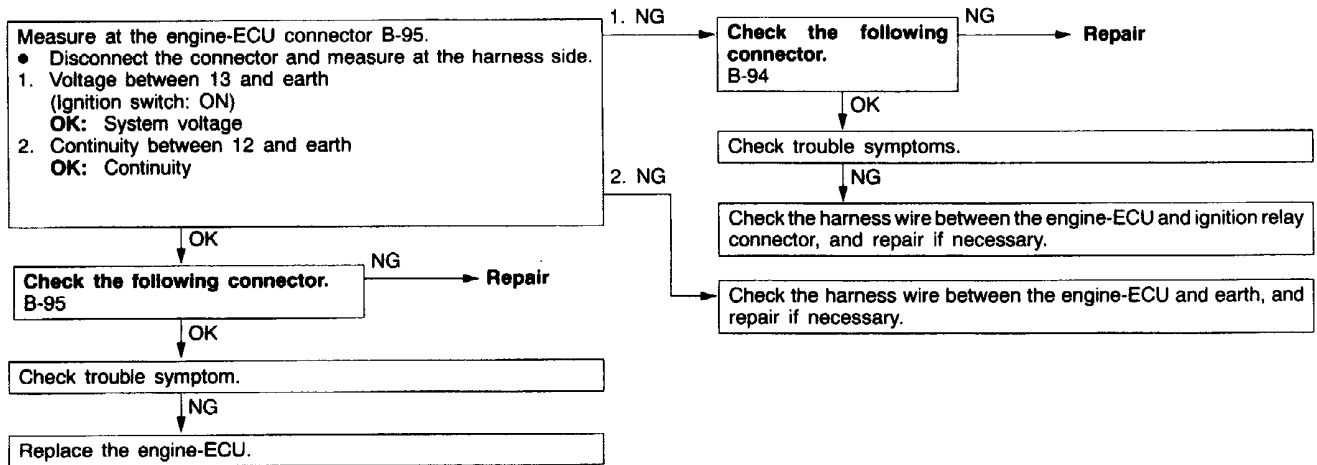 Measure at the engine-ECU connector B-95.
● Disconnect the connector and measure at the harness side.
1. Voltage between 13 and earth
(Ignition switch: ON)
OK: System voltage
2. Continuity between 12 and earth
OK: Continuity
1. NG
Check the following
connector.
B-94
NG
Repair
OK
Check trouble symptoms.
NG
Check the harness wire between the engine-ECU and ignition relay
connector, and repair if necessary.
2. NG
Check the harness wire between the engine-ECU and earth, and
repair if necessary.
OK
Check the following connector.
B-95
NG
Repair
OK
Check trouble symptom.
NG
Replace the engine-ECU.